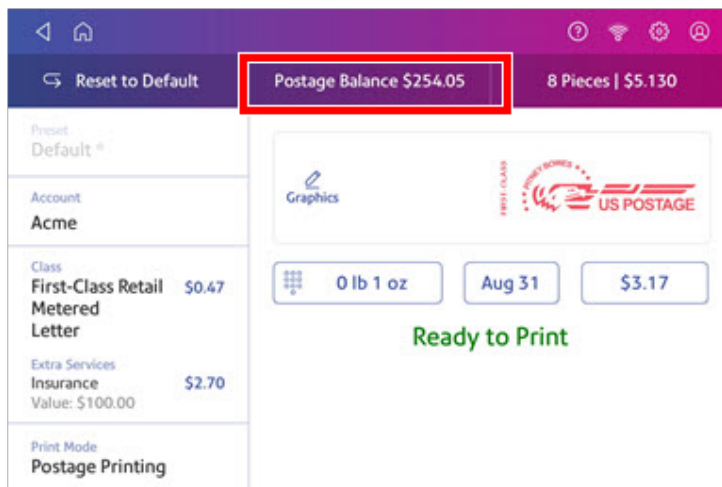 Reset to Default
Postage Balance $254.05
8 Pieces | $5.130
Preset
Default *
Account
Acme
Class
First-Class Retail $0.47
Metered
Letter
Extra Services
Insurance $2.70
Value: $100.00
Print Mode
Postage Printing
Graphics
FIRST-CLASS
PITNEY BOWES
US POSTAGE
0 lb 1 oz
Aug 31
$3.17
Ready to Print